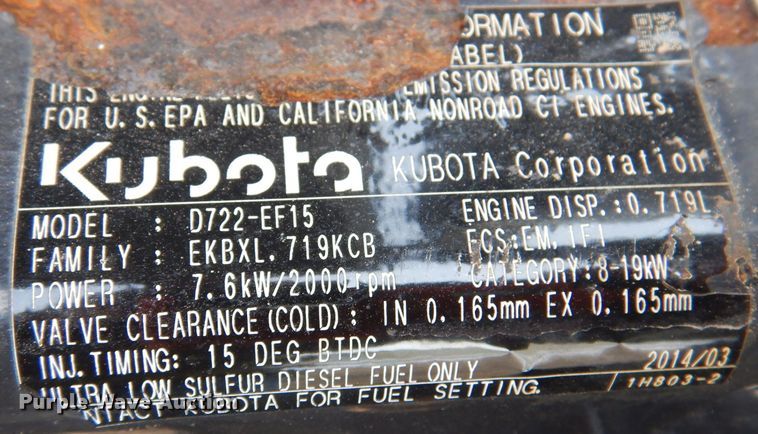 ORMATION
ABEL)
THIS EMISSION REGULATIONS
FOR U.S.EPA AND CALIFORNIA NONROAD CI ENGINES.
Kubota KUBOTA Corporation
MODEL : D722-EF15 ENGINE DISP.:0.719L
FAMILY : EKBXL.719KCB ECS:EM,IFI
POWER : 7.6kW/2000rpm CATEGORY:8-19kW
VALVE CLEARANCE(COLD): IN 0.165mm EX 0.165mm
INJ.TIMING: 15 DEG BTDC
ULTRA LOW SULFUR DIESEL FUEL ONLY 2014/03
NTACT KUBOTA FOR FUEL SETTING. 1H803-2
Purple Wave Auction